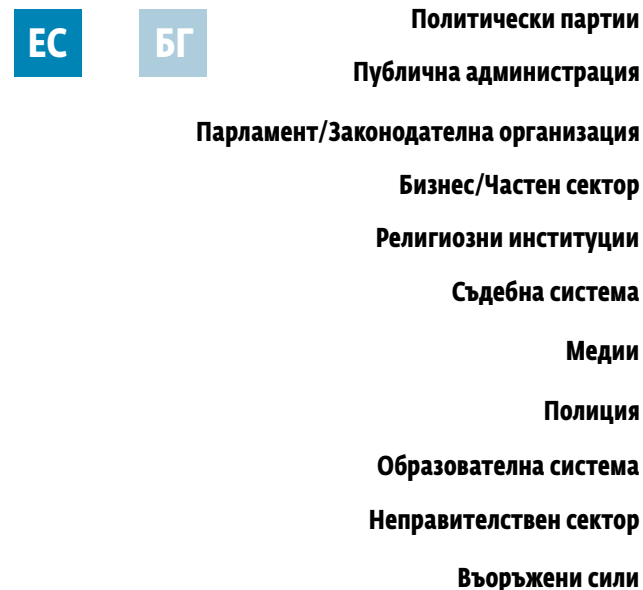 ЕС
БГ
Политически партии
Публична администрация
Парламент/Законодателна организация
Бизнес/Частен сектор
Религиозни институции
Съдебна система
Медии
Полиция
Образователна система
Неправителствен сектор
Въоръжени сили